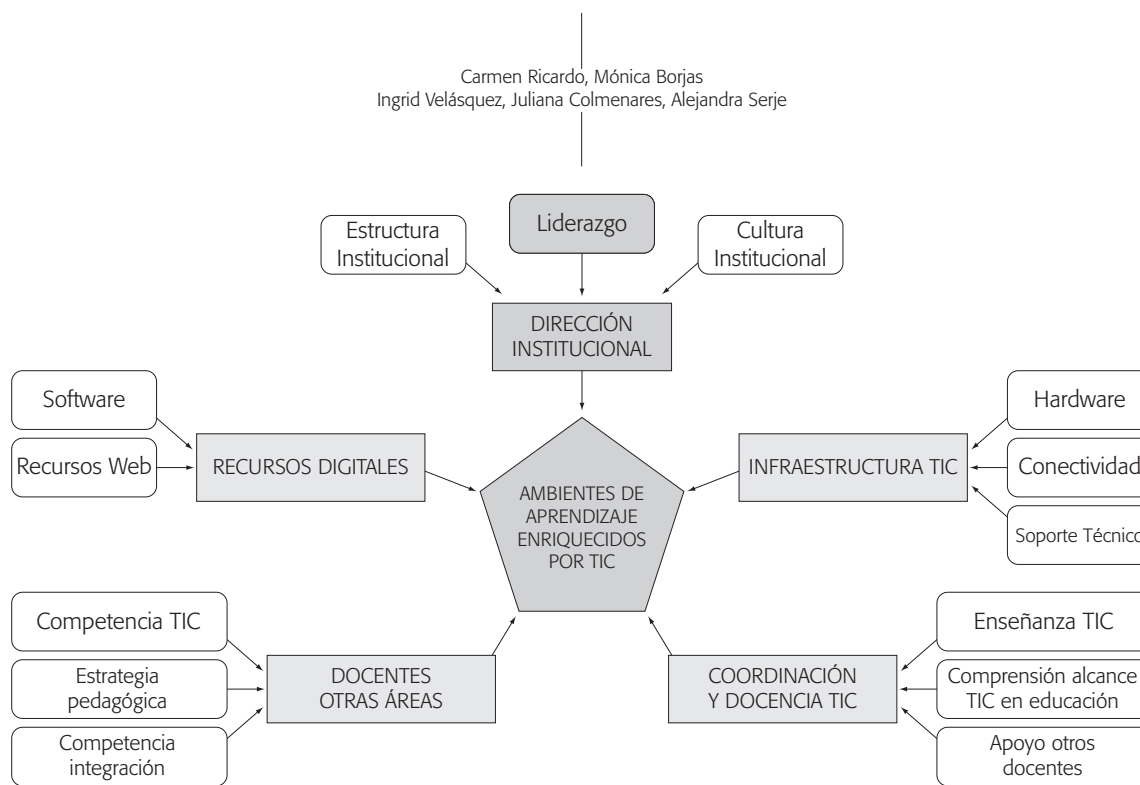 Carmen Ricardo, Mónica Borjas
Ingrid Velásquez, Juliana Colmenares, Alejandra Serje
Liderazgo
Estructura
Institucional
Cultura
Institucional
DIRECCIÓN
INSTITUCIONAL
Software
Recursos Web
RECURSOS DIGITALES
Hardware
Conectividad
Soporte Técnico
INFRAESTRUCTURA TIC
AMBIENTES DE
APRENDIZAJE
ENRIQUECIDOS
POR TIC
Competencia TIC
Estrategia
pedagógica
Competencia
integración
DOCENTES
OTRAS ÁREAS
COORDINACIÓN
Y DOCENCIA TIC
Enseñanza TIC
Comprensión alcance
TIC en educación
Apoyo otros
docentes